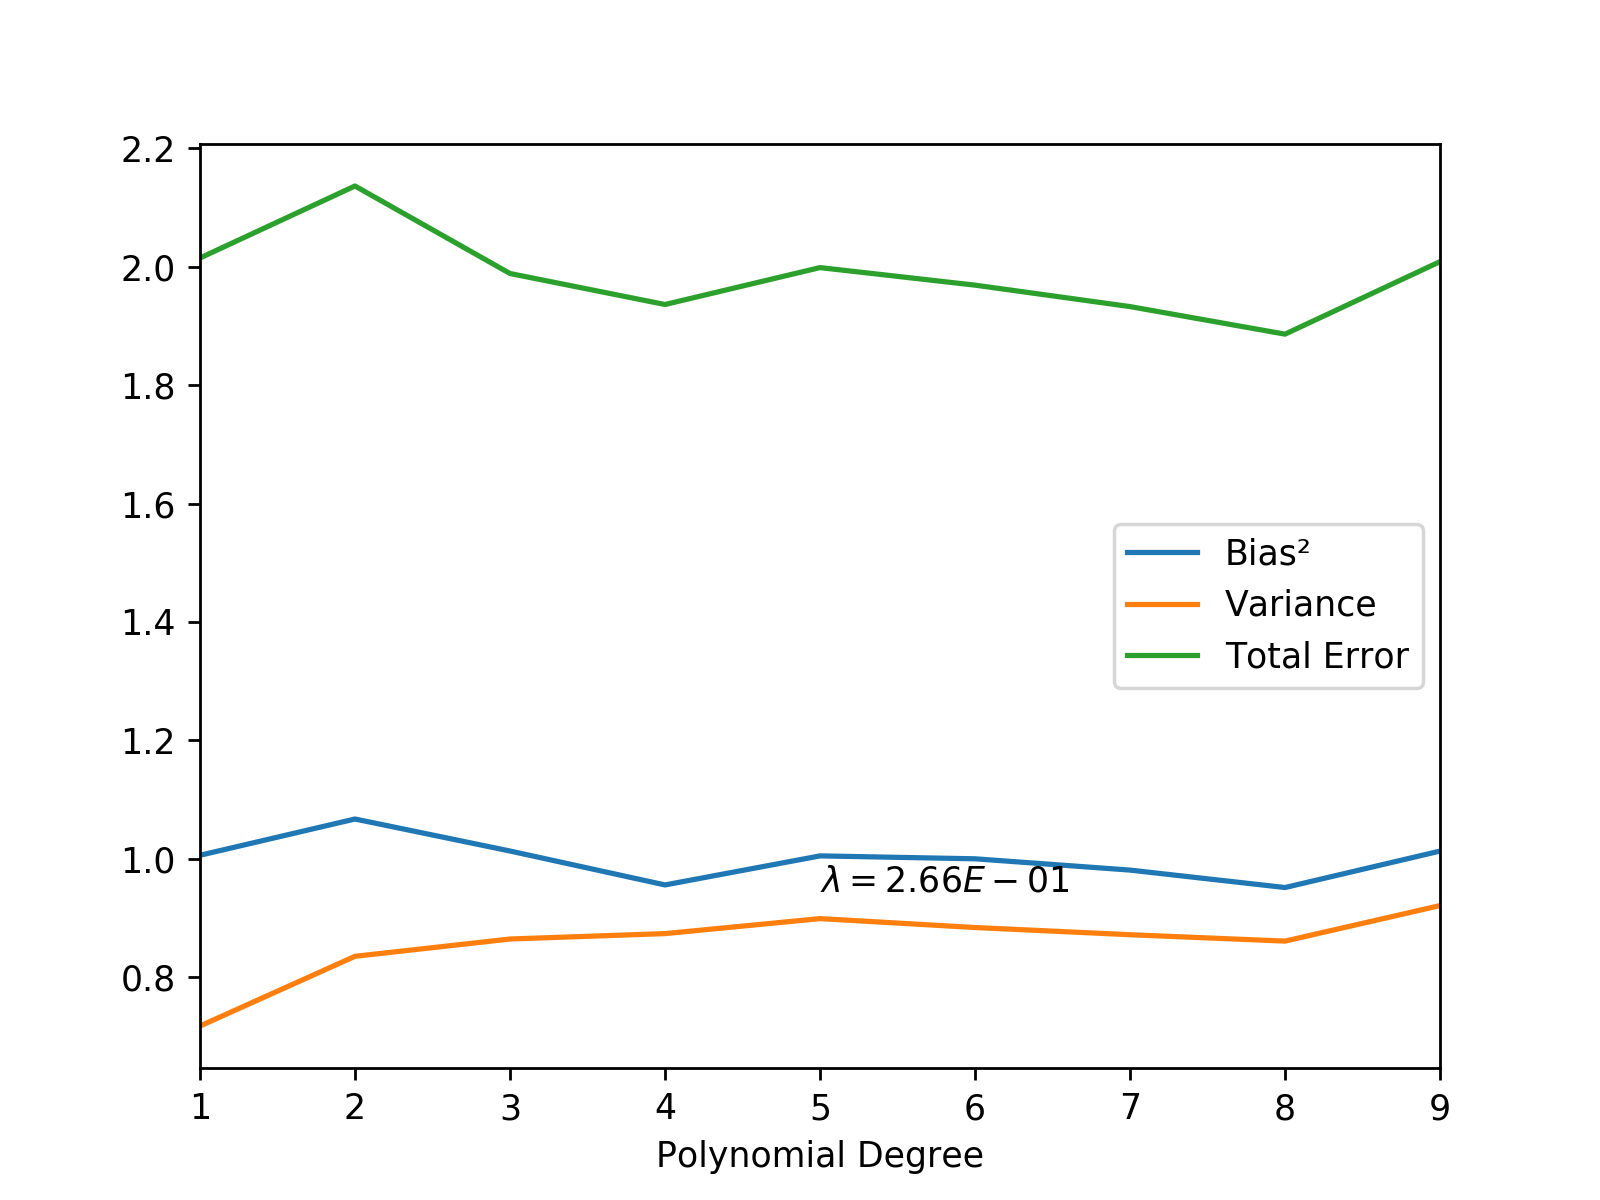 2.2
2.0
1.8
1.6
1.4
1.2
1.0
0.8
Bias²
Variance
Total Error
λ = 2.66E − 01
1 2 3 4 5 6 7 8 9
Polynomial Degree